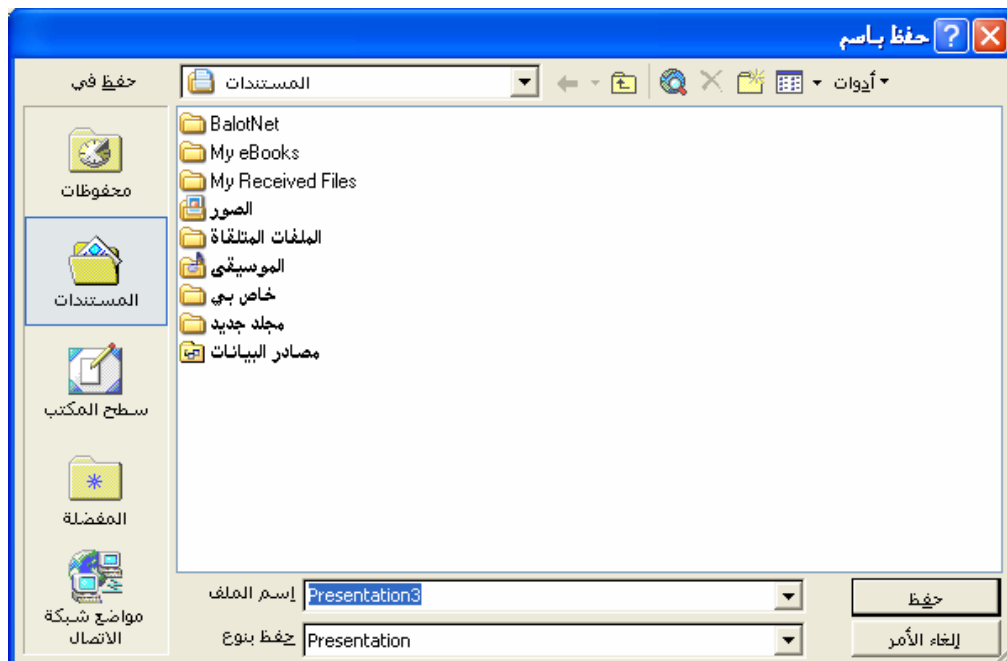 حفظ باسم
حفظ في
المستندات
أدوات
محفوظات
المستندات
سطح المكتب
المفضلة
مواضع شبكة
الاتصال
BalotNet
My eBooks
My Received Files
الصور
الملفات المتلقاة
الموسيقى
خاص بي
مجلد جديد
مصادر البيانات
إسم الملف
Presentation3
حفظ
حفظ بنوع
Presentation
إلغاء الأمر